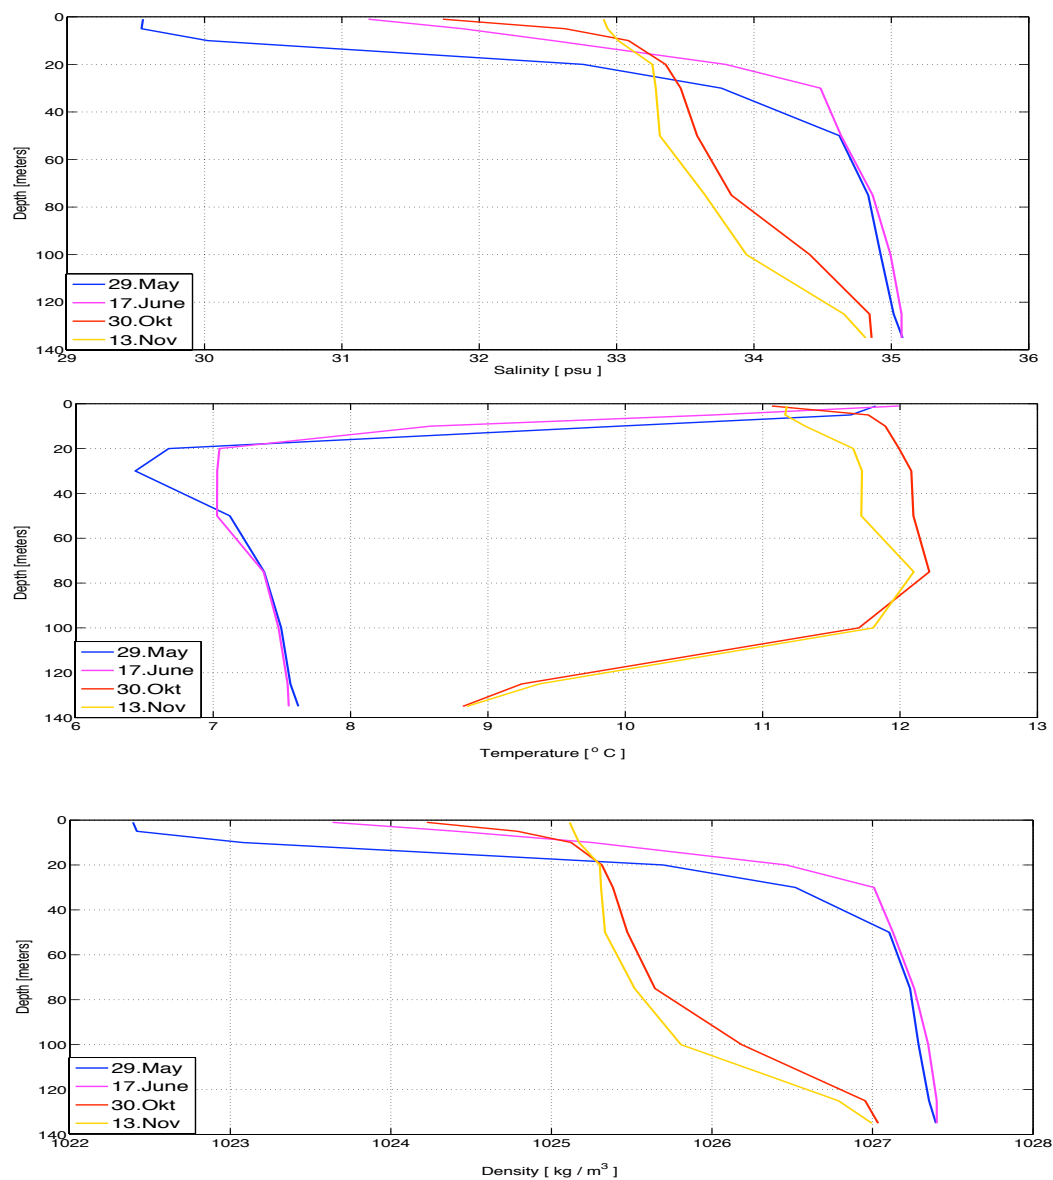 0
20
40
60
80
100
120
140
Depth [meters]
29.May
17.June
30.Okt
13.Nov
29 30 31 32 33 34 35 36
Salinity [ psu ]
0
20
40
60
80
100
120
140
Depth [meters]
29.May
17.June
30.Okt
13.Nov
6 7 8 9 10 11 12 13
Temperature [ ° C ]
0
20
40
60
80
100
120
140
Depth [meters]
29.May
17.June
30.Okt
13.Nov
1022 1023 1024 1025 1026 1027 1028
Density [ kg / m³ ]